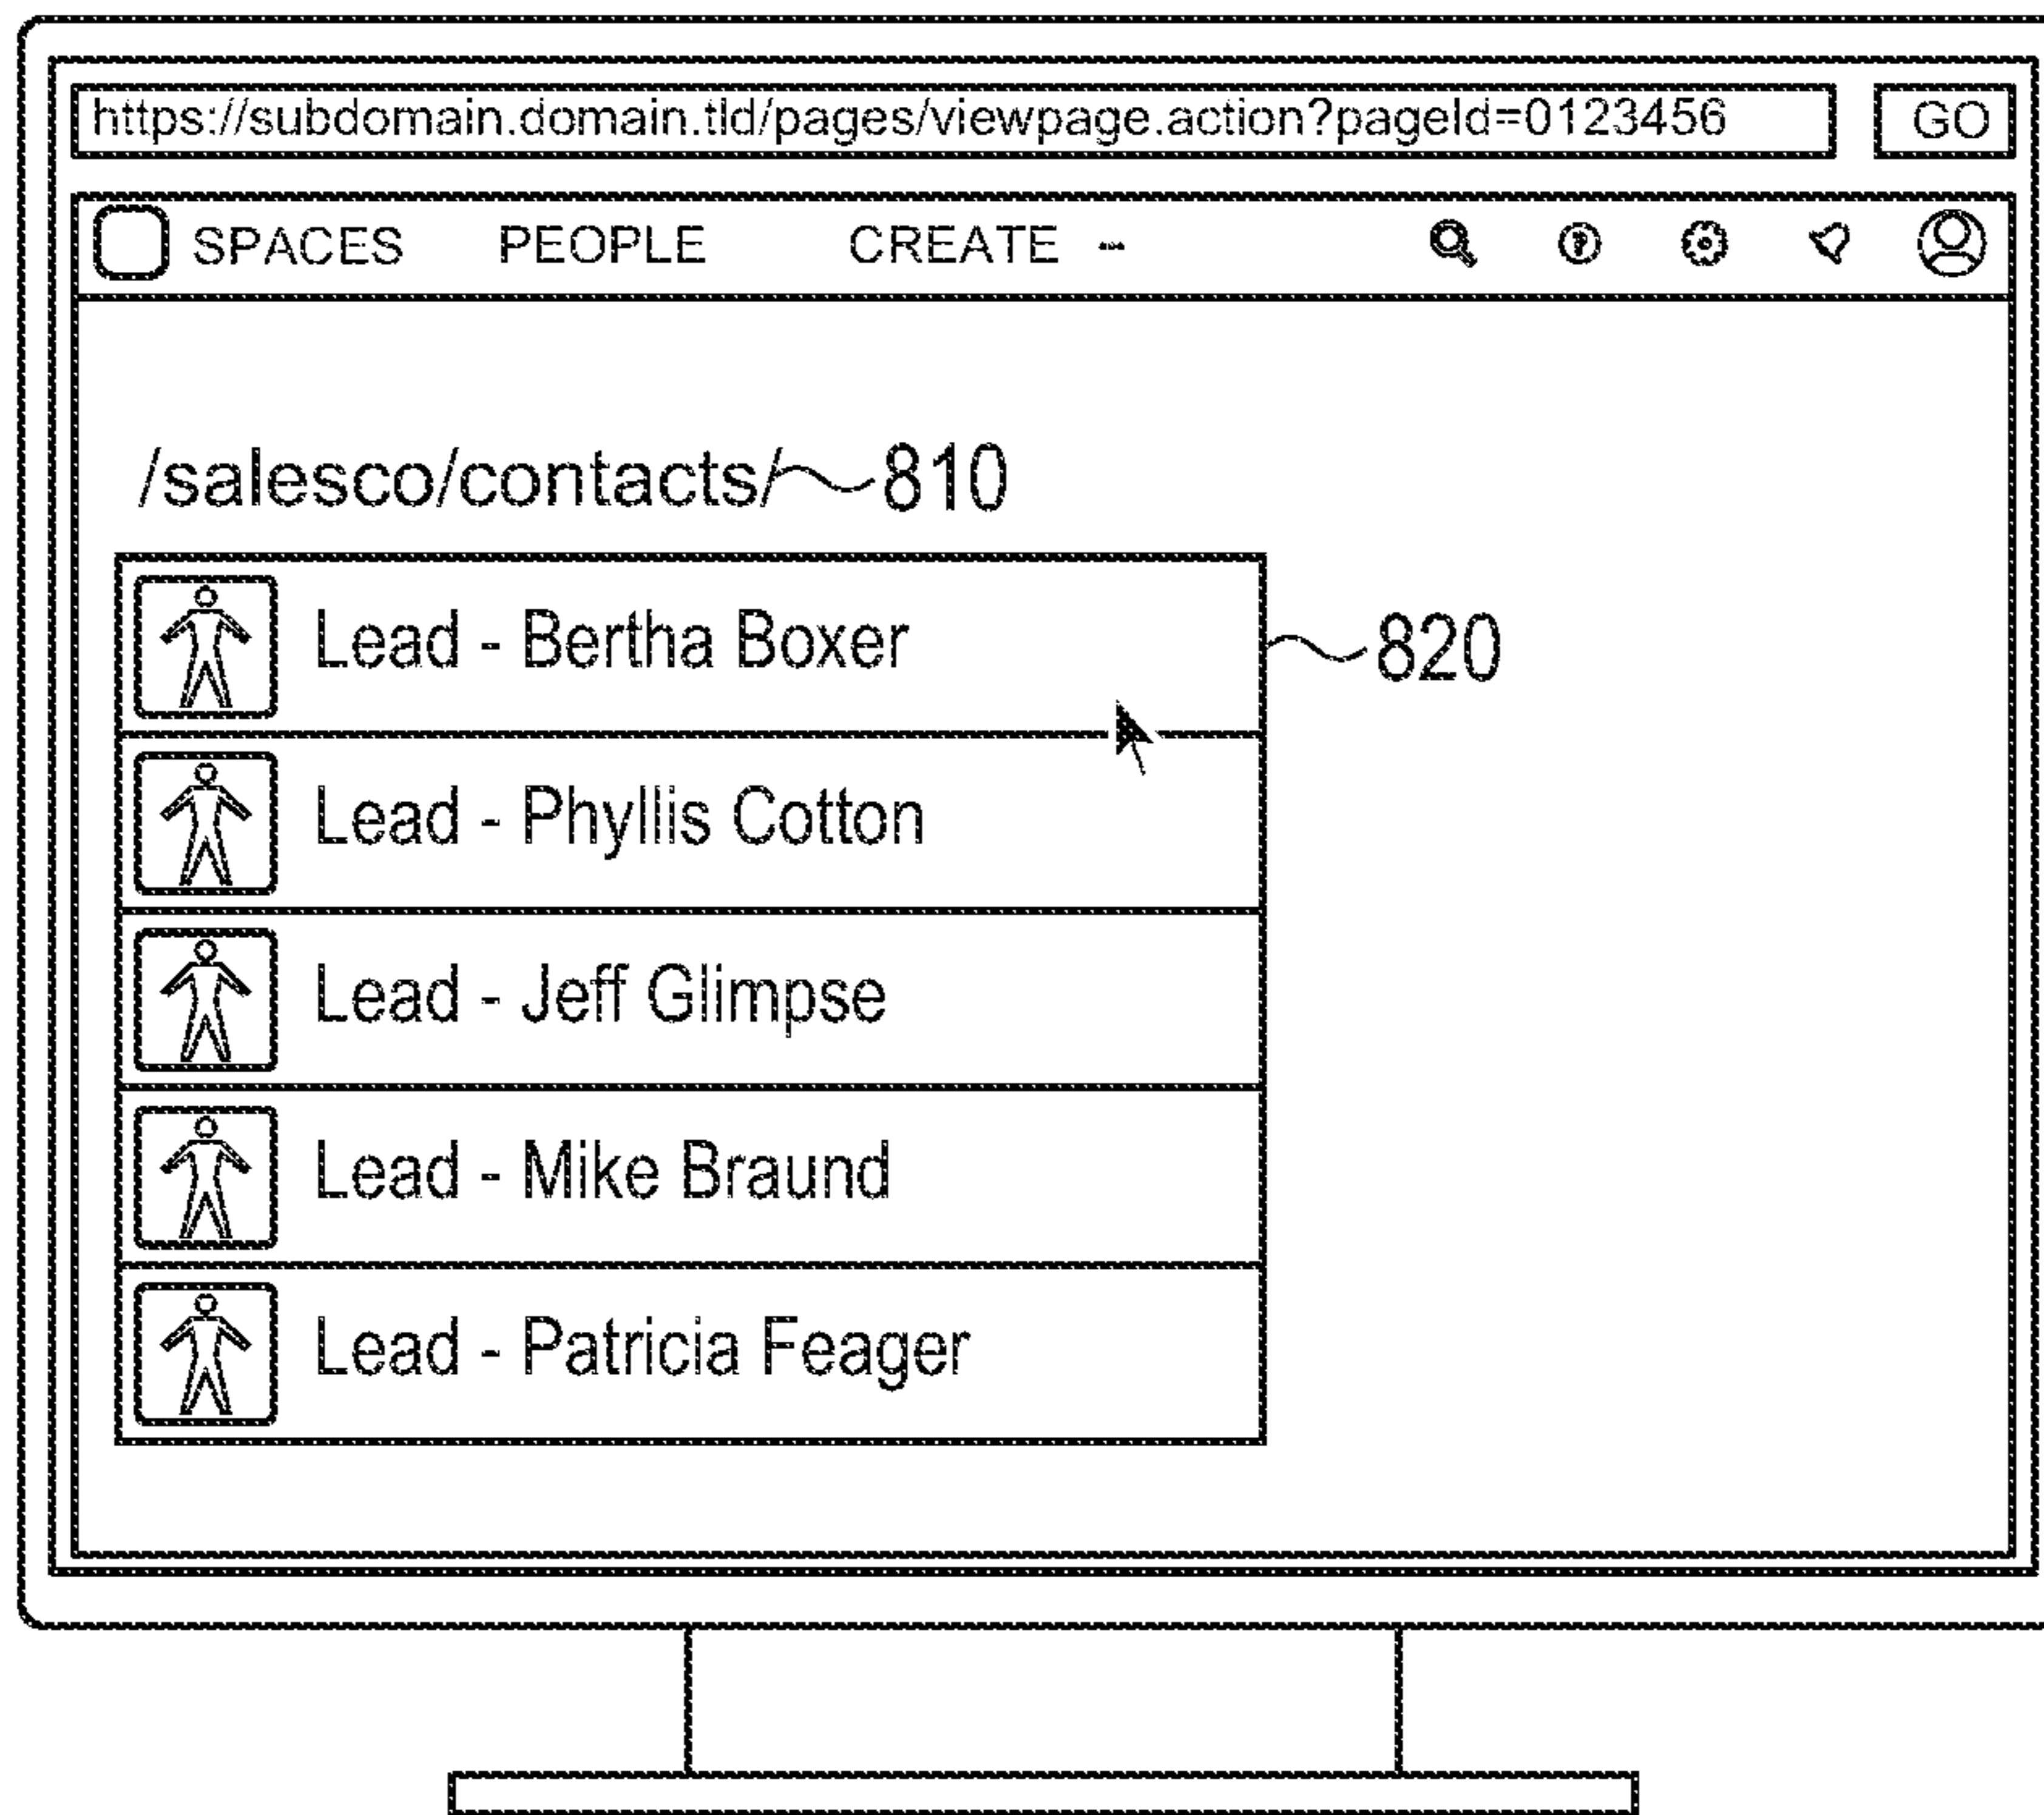 https://subdomain.domain.tld/pages/viewpage.action?pageId=0123456 GO
SPACES PEOPLE CREATE ...
/salesco/contacts/ 810
Lead - Bertha Boxer 820
Lead - Phyllis Cotton
Lead - Jeff Glimpse
Lead - Mike Braund
Lead - Patricia Feager